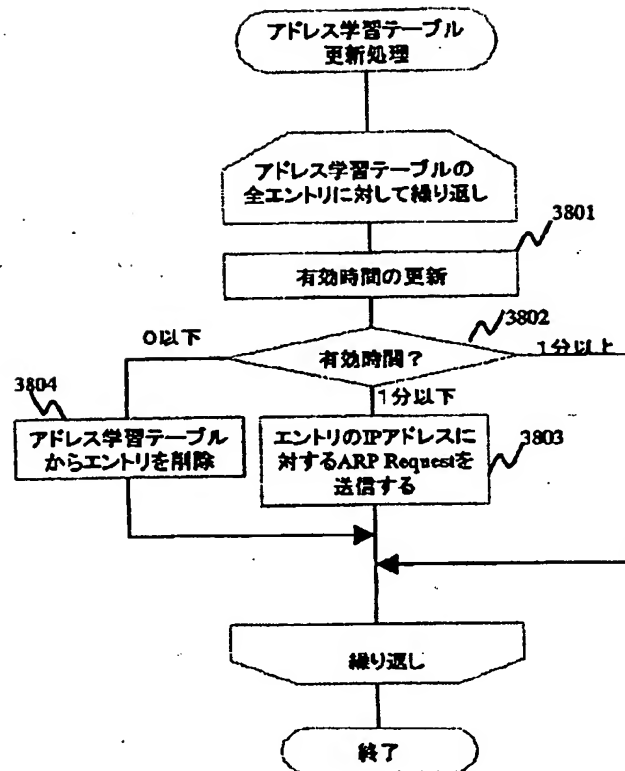 アドレス学習テーブル
更新処理
アドレス学習テーブルの
全エントリに対して繰り返し
3801
有効時間の更新
3802
0以下
有効時間？
1分以上
3804
1分以下
アドレス学習テーブル
からエントリを削除
エントリのIPアドレスに
対するARP Requestを
送信する
3803
繰り返し
終了